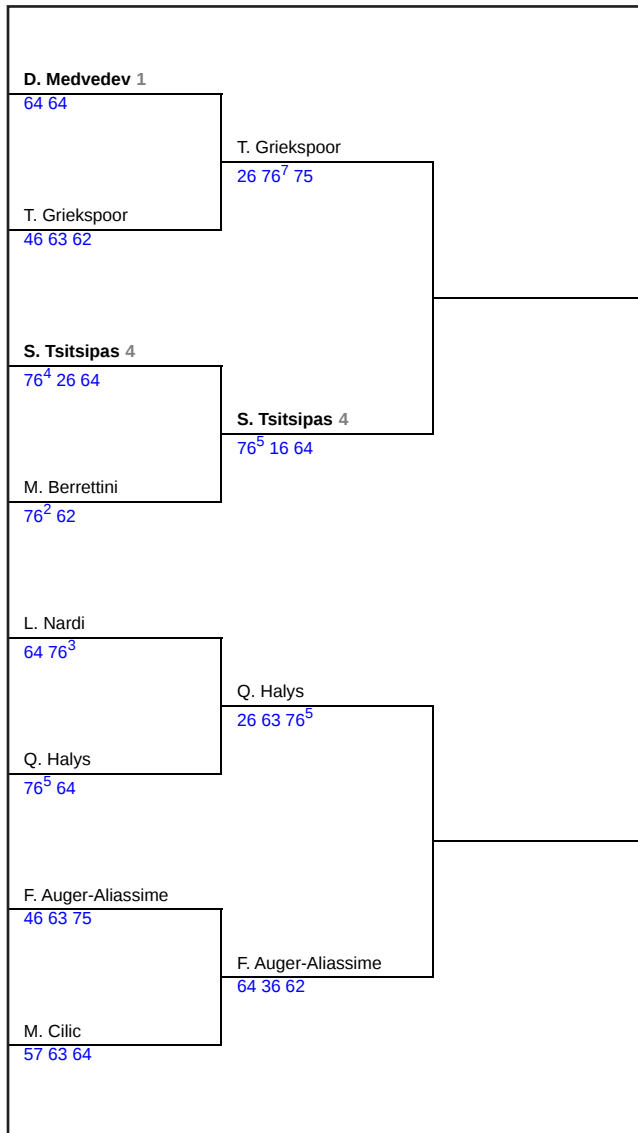 D. Medvedev 1
64 64
T. Griekspoor
26 76⁷ 75
T. Griekspoor
46 63 62
S. Tsitsipas 4
76⁴ 26 64
S. Tsitsipas 4
76⁵ 16 64
M. Berrettini
76² 62
L. Nardi
64 76³
Q. Halys
26 63 76⁵
Q. Halys
76⁵ 64
F. Auger-Aliassime
46 63 75
F. Auger-Aliassime
64 36 62
M. Cilic
57 63 64